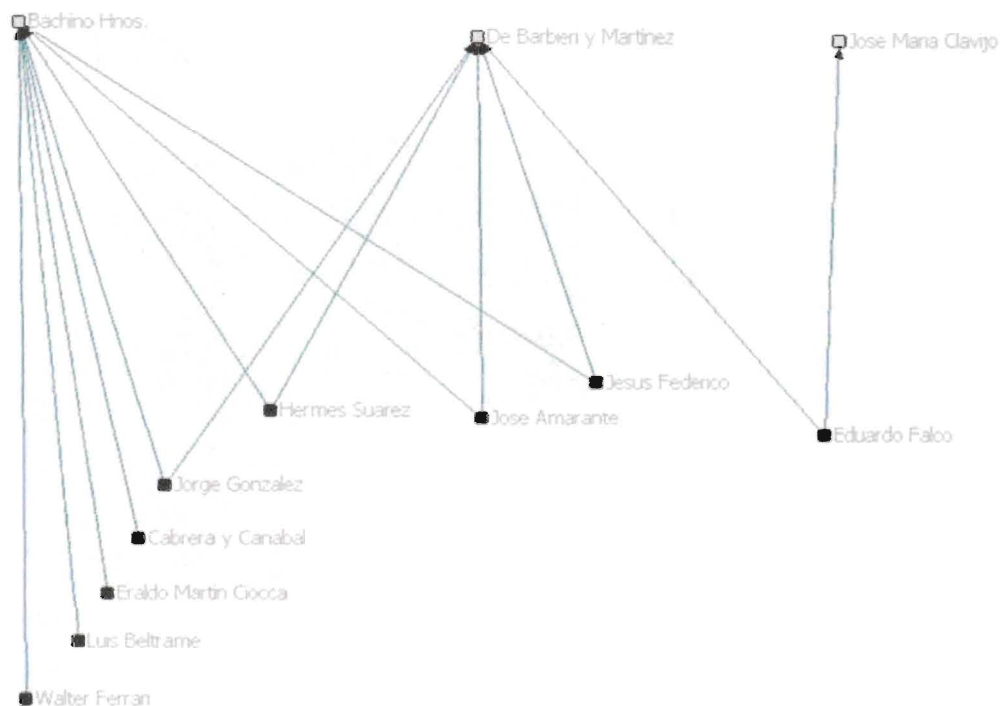 Bachino Hnos.
De Barbieri y Martinez
Jose Maria Clavijo
Jesus Federico
Hermes Suarez
Jose Amarante
Eduardo Falco
Jorge Gonzalez
Cabrera y Canabal
Eraldo Martin Ciocca
Luis Beltrame
Walter Ferrari